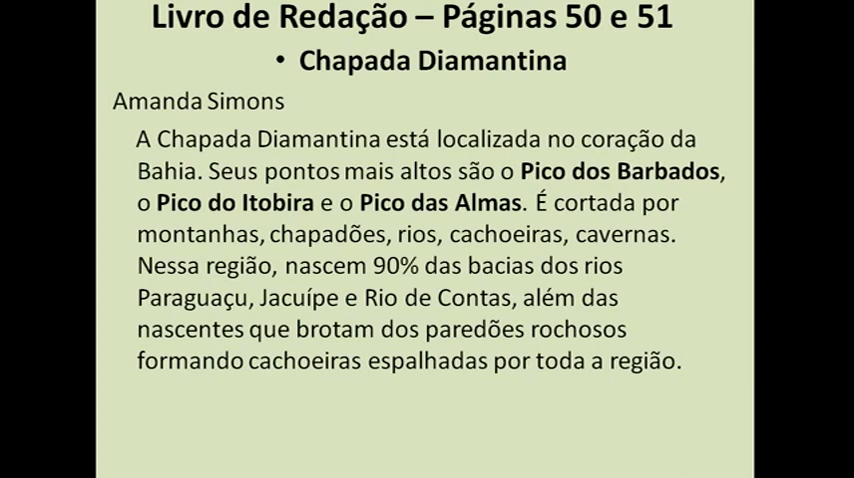 Livro de Redação – Páginas 50 e 51
• Chapada Diamantina
Amanda Simons
A Chapada Diamantina está localizada no coração da
Bahia. Seus pontos mais altos são o Pico dos Barbados,
o Pico do Itobira e o Pico das Almas. É cortada por
montanhas, chapadões, rios, cachoeiras, cavernas.
Nessa região, nascem 90% das bacias dos rios
Paraguaçu, Jacuípe e Rio de Contas, além das
nascentes que brotam dos paredões rochosos
formando cachoeiras espalhadas por toda a região.